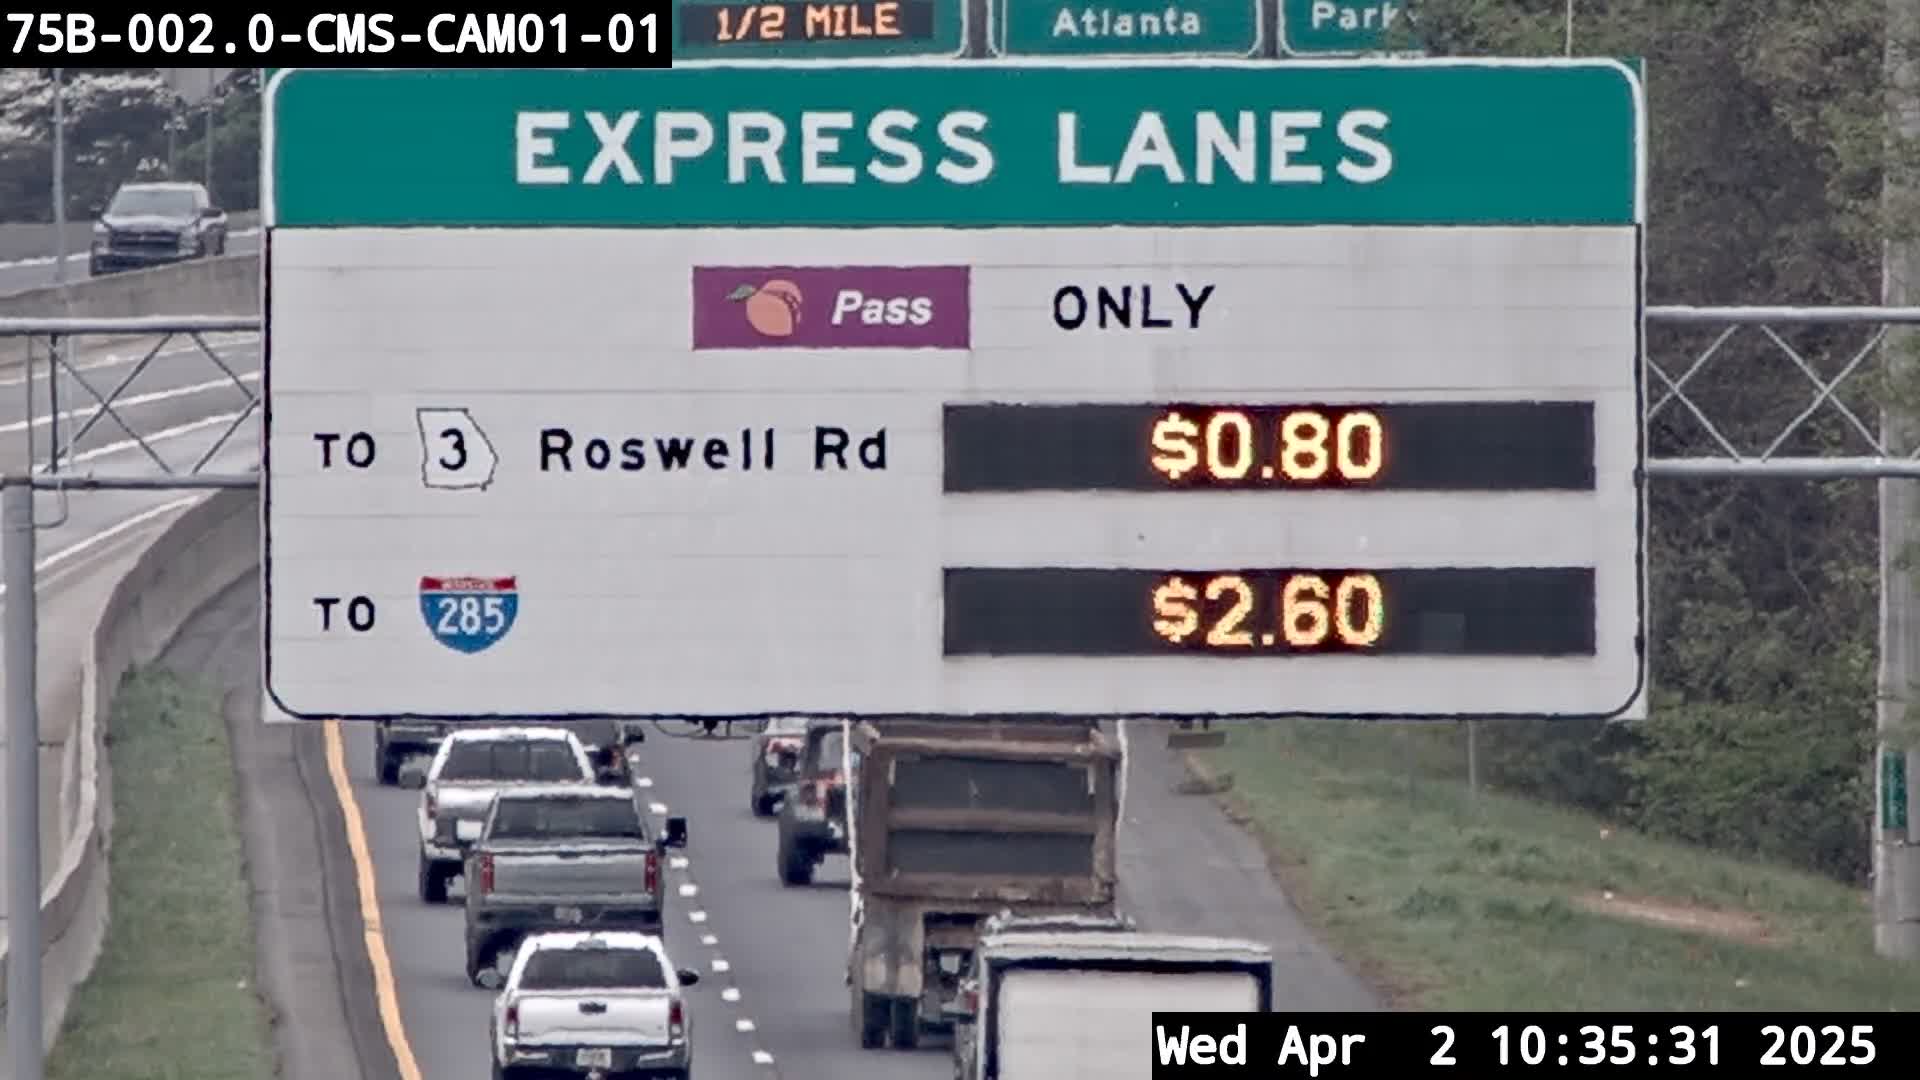 75B-002.0-CMS-CAM01-01
1/2 MILE
Atlanta
EXPRESS LANES
Pass ONLY
TO 3 Roswell Rd $0.80
TO 285 $2.60
Wed Apr 2 10:35:31 2025